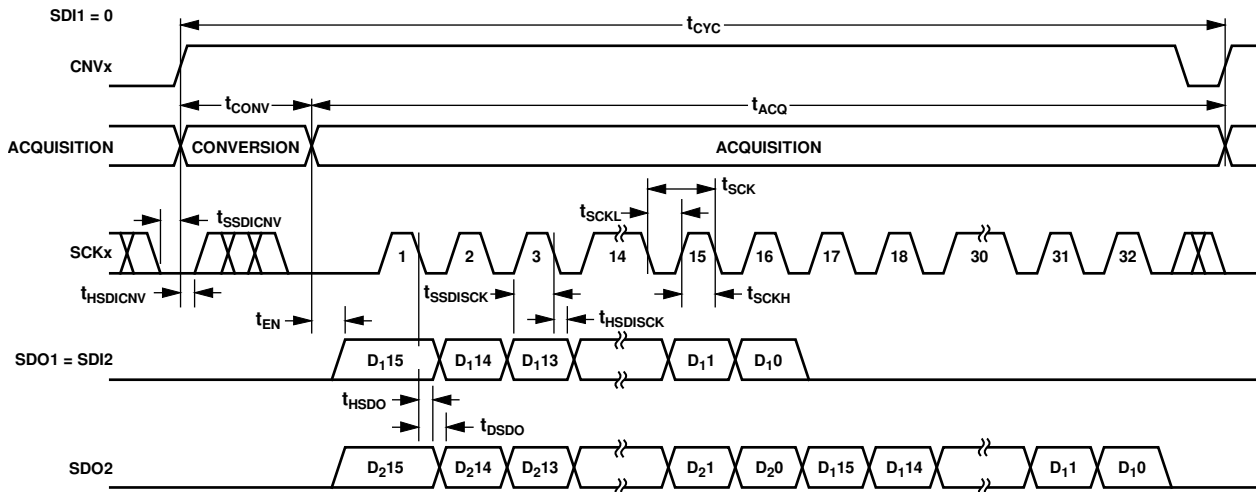 SDI1 = 0
tCYC
CNVx
tCONV
tACQ
ACQUISITION
CONVERSION
ACQUISITION
tSCK
tSSDICNV
tSCKL
SCKx
1 2 3 14 15 16 17 18 30 31 32
tHSDICNV
tSSDISCK
tSCKH
tEN
tHSDISCK
SDO1 = SDI2
D115 D114 D113 D11 D10
tHSDO
tDSDO
SDO2
D215 D214 D213 D21 D20 D115 D114 D11 D10